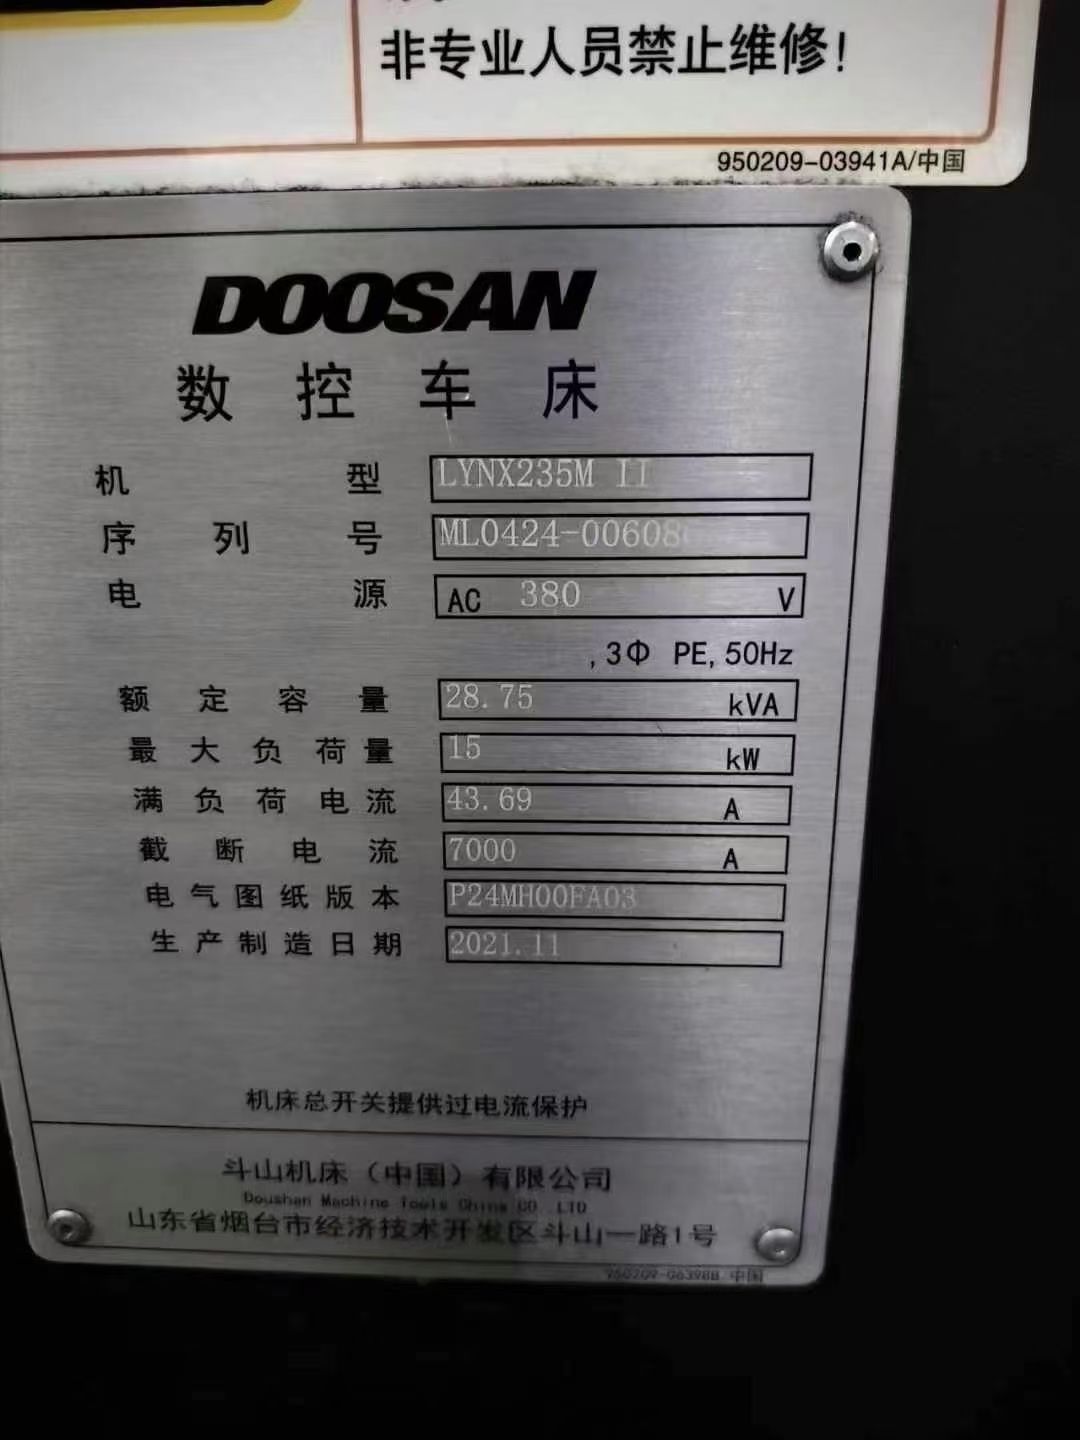 非专业人员禁止维修!
950209-03941A/中国
DOOSAN
数控车床
机型 LYNX235M II
序列号 ML0424-00608
电源 AC 380 V
,3Φ PE,50Hz
额定容量 28.75 kVA
最大负荷量 15 kW
满负荷电流 43.69 A
截断电流 7000 A
电气图纸版本 P24MH00FA03
生产制造日期 2021.11
机床总开关提供过电流保护
斗山机床（中国）有限公司
Doushan Machine Tools China CO .LTD
山东省烟台市经济技术开发区斗山一路1号
950209-06398B 中国